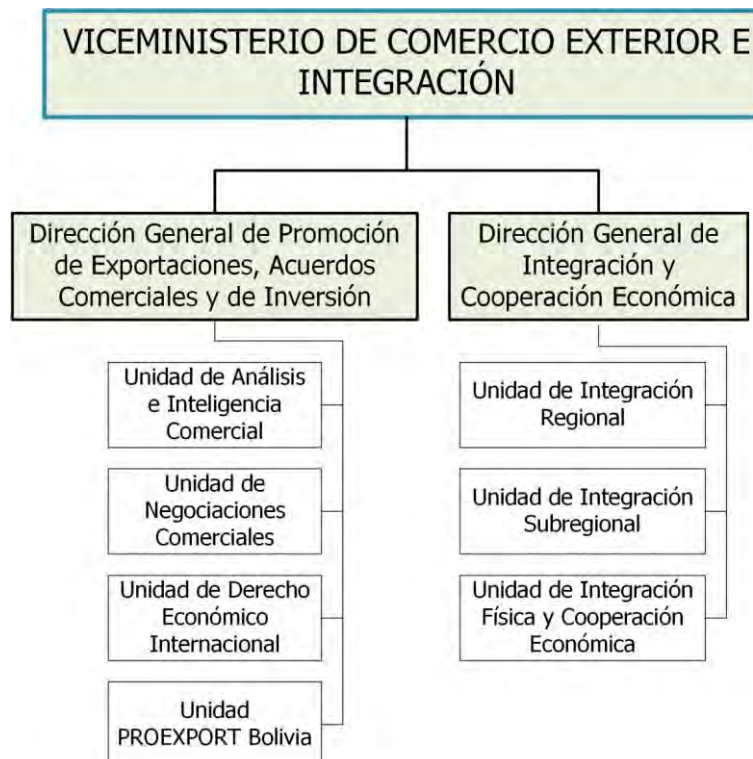 VICEMINISTERIO DE COMERCIO EXTERIOR E
INTEGRACIÓN
Dirección General de Promoción
de Exportaciones, Acuerdos
Comerciales y de Inversión
Unidad de Análisis
e Inteligencia
Comercial
Unidad de
Negociaciones
Comerciales
Unidad de Derecho
Económico
Internacional
Unidad
PROEXPORT Bolivia
Dirección General de
Integración y
Cooperación Económica
Unidad de Integración
Regional
Unidad de Integración
Subregional
Unidad de Integración
Física y Cooperación
Económica